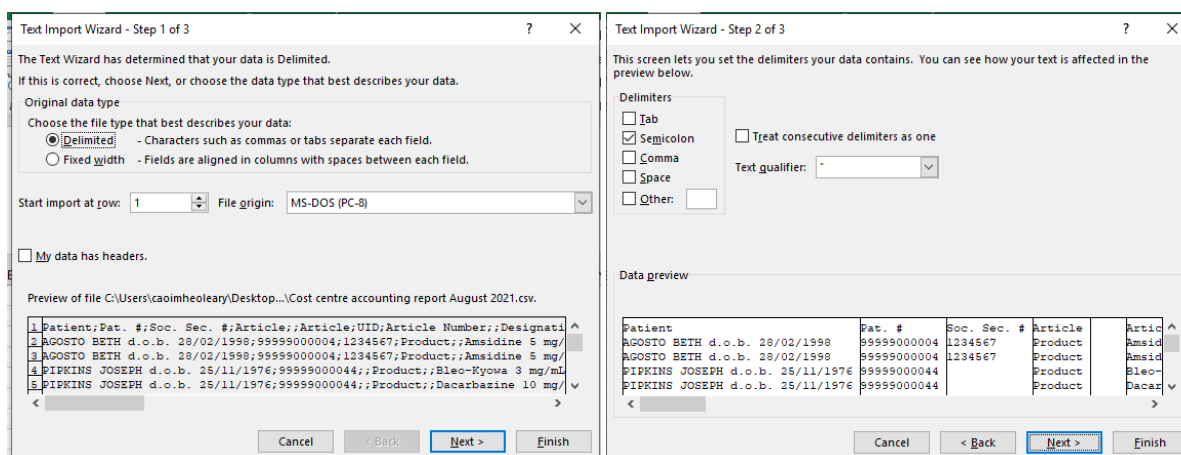 Text Import Wizard - Step 1 of 3
The Text Wizard has determined that your data is Delimited.
If this is correct, choose Next, or choose the data type that best describes your data.
Original data type
Choose the file type that best describes your data:
Delimited - Characters such as commas or tabs separate each field.
Fixed width - Fields are aligned in columns with spaces between each field.
Start import at row: 1 File origin: MS-DOS (PC-8)
My data has headers.
Preview of file C:\Users\caoimheoleary\Desktop...\Cost centre accounting report August 2021.csv.
1 Patient;Pat. #;Soc. Sec. #;Article;;Article;UID;Article Number;;Designati
2 AGOSTO BETH d.o.b. 28/02/1998;99999000004;1234567;Product;;Amsidine 5 mg/
3 AGOSTO BETH d.o.b. 28/02/1998;99999000004;1234567;Product;;Amsidine 5 mg/
4 PIPKINS JOSEPH d.o.b. 25/11/1976;99999000044;;Product;;Bleo-Kyowa 3 mg/mL
5 PIPKINS JOSEPH d.o.b. 25/11/1976;99999000044;;Product;;Dacarbazine 10 mg/
Cancel < Back Next > Finish
Text Import Wizard - Step 2 of 3
This screen lets you set the delimiters your data contains. You can see how your text is affected in the
preview below.
Delimiters
Tab
Semicolon
Comma
Space
Other:
Treat consecutive delimiters as one
Text qualifier: "
Data preview
Patient Pat. # Soc. Sec. # Article Artic
AGOSTO BETH d.o.b. 28/02/1998 99999000004 1234567 Product Amsid
AGOSTO BETH d.o.b. 28/02/1998 99999000004 1234567 Product Amsid
PIPKINS JOSEPH d.o.b. 25/11/1976 99999000044 Product Bleo-
PIPKINS JOSEPH d.o.b. 25/11/1976 99999000044 Product Dacar
Cancel < Back Next > Finish